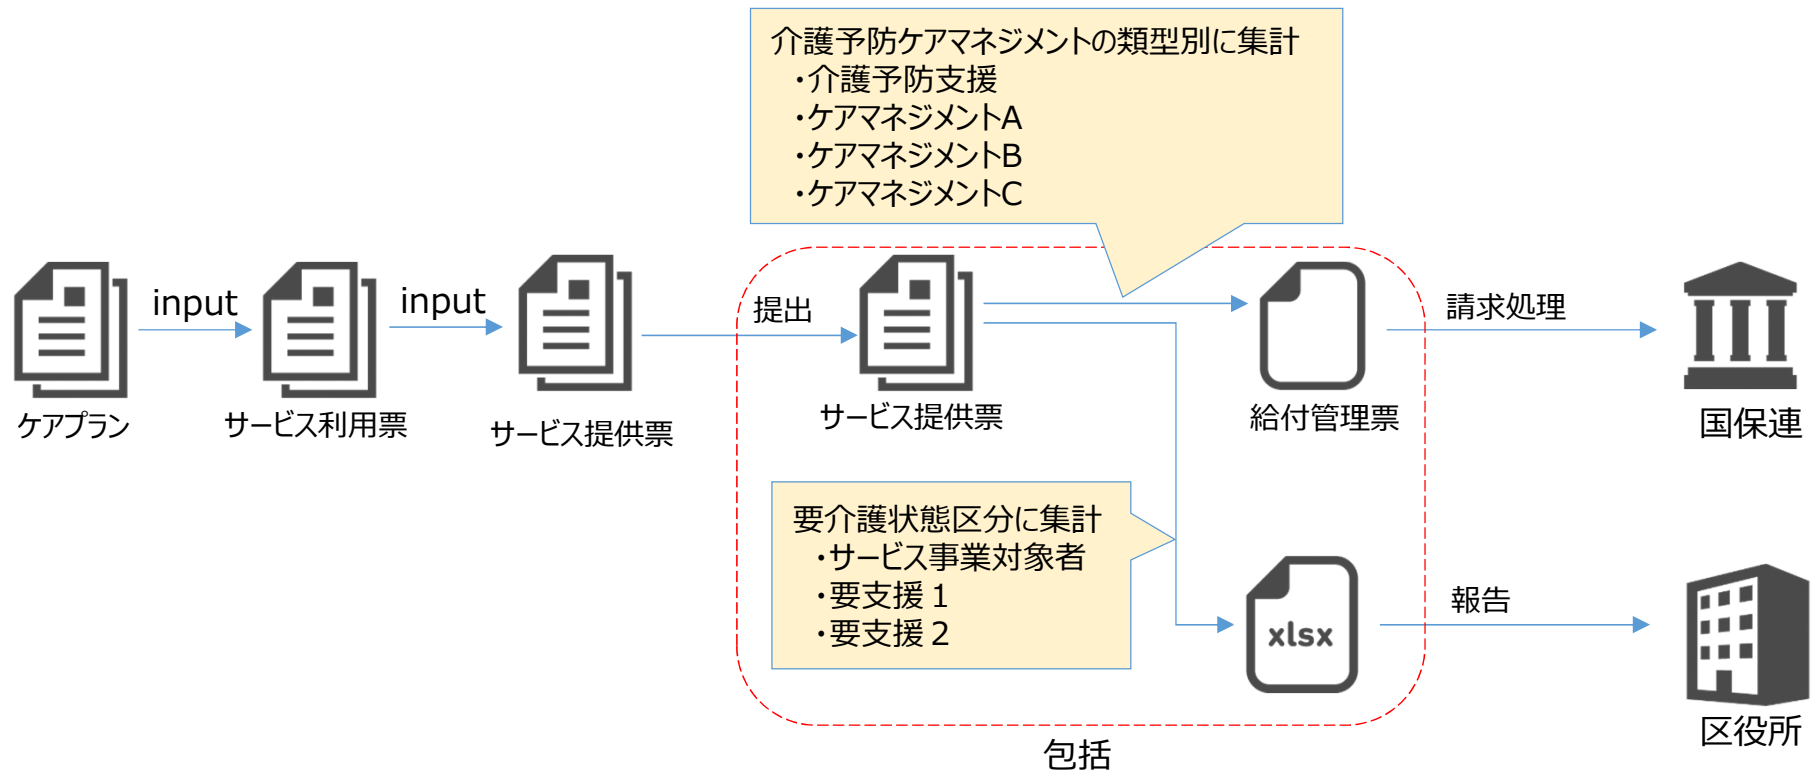 介護予防ケアマネジメントの類型別に集計
・介護予防支援
・ケアマネジメントA
・ケアマネジメントB
・ケアマネジメントC
input
input
提出
請求処理
ケアプラン
サービス利用票
サービス提供票
サービス提供票
給付管理票
国保連
要介護状態区分に集計
・サービス事業対象者
・要支援１
・要支援２
xlsx
報告
区役所
包括